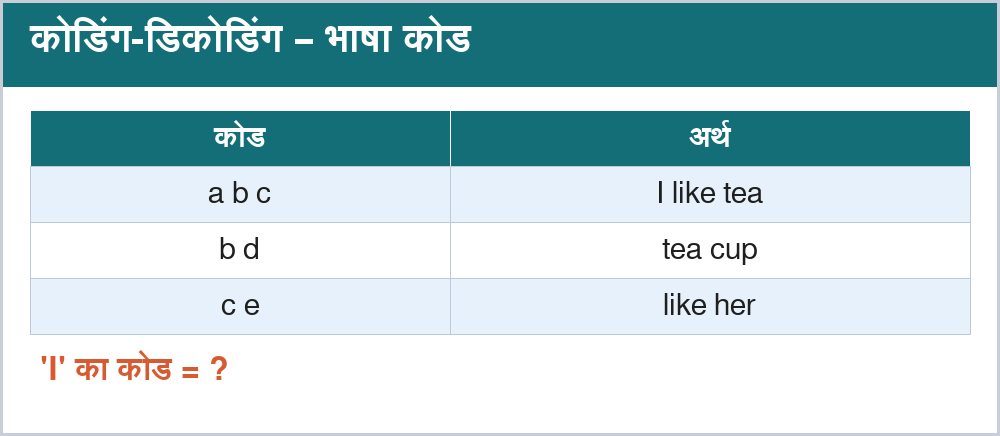 कोडिंग-डिकोडिंग – भाषा कोड
कोड अर्थ
a b c I like tea
b d tea cup
c e like her
'I' का कोड = ?